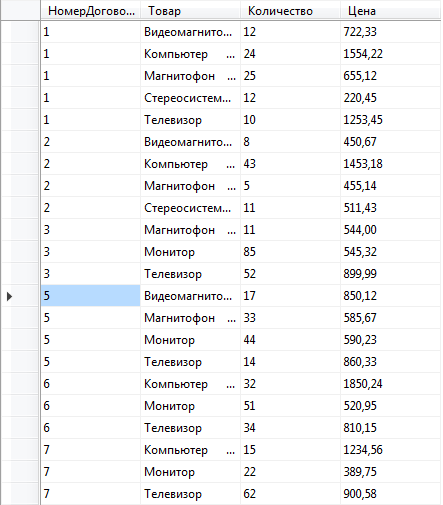 НомерДогово... Товар Количество Цена
1 Видеомагнито... 12 722,33
1 Компьютер ... 24 1554,22
1 Магнитофон ... 25 655,12
1 Стереосистем... 12 220,45
1 Телевизор 10 1253,45
2 Видеомагнито... 8 450,67
2 Компьютер ... 43 1453,18
2 Магнитофон ... 5 455,14
2 Стереосистем... 11 511,43
3 Магнитофон ... 11 544,00
3 Монитор 85 545,32
3 Телевизор 52 899,99
5 Видеомагнито... 17 850,12
5 Магнитофон ... 33 585,67
5 Монитор 44 590,23
5 Телевизор 14 860,33
6 Компьютер ... 32 1850,24
6 Монитор 51 520,95
6 Телевизор 34 810,15
7 Компьютер ... 15 1234,56
7 Монитор 22 389,75
7 Телевизор 62 900,58